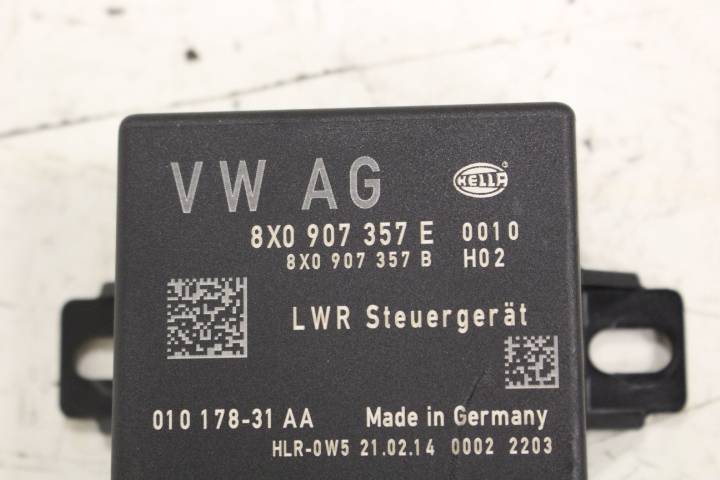 VW AG HELLA ®
8X0 907 357 E 0010
8X0 907 357 B H02
LWR Steuergerät
010 178-31 AA Made in Germany
HLR-0W5 21.02.14 0002 2203